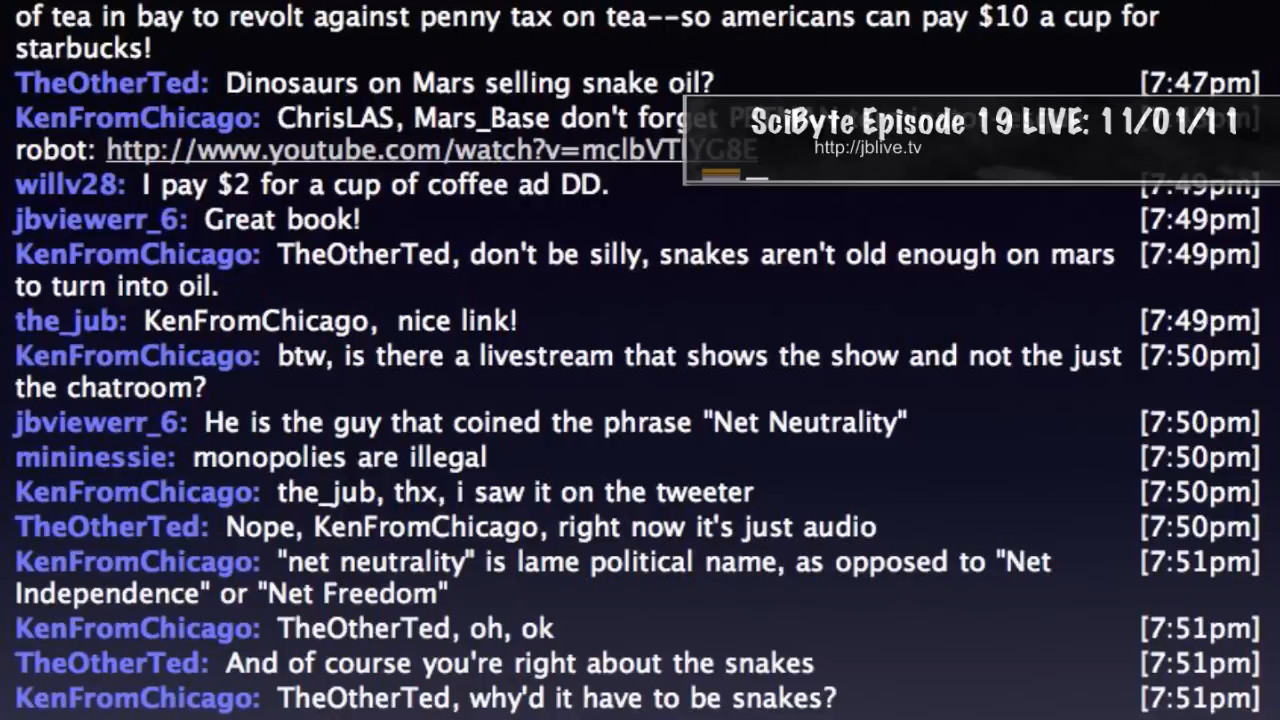 of tea in bay to revolt against penny tax on tea--so americans can pay $10 a cup for
starbucks!
TheOtherTed: Dinosaurs on Mars selling snake oil? [7:47pm]
KenFromChicago: ChrisLAS, Mars_Base don't forget
SciByte Episode 19 LIVE: 11/01/11
http://jblive.tv
robot: http://www.youtube.com/watch?v=mclbVT
willv28: I pay $2 for a cup of coffee ad DD. [7:49pm]
jbviewerr_6: Great book! [7:49pm]
KenFromChicago: TheOtherTed, don't be silly, snakes aren't old enough on mars [7:49pm]
to turn into oil.
the_jub: KenFromChicago, nice link! [7:49pm]
KenFromChicago: btw, is there a livestream that shows the show and not the just [7:50pm]
the chatroom?
jbviewerr_6: He is the guy that coined the phrase "Net Neutrality" [7:50pm]
mininessie: monopolies are illegal [7:50pm]
KenFromChicago: the_jub, thx, i saw it on the tweeter [7:50pm]
TheOtherTed: Nope, KenFromChicago, right now it's just audio [7:50pm]
KenFromChicago: "net neutrality" is lame political name, as opposed to "Net [7:51pm]
Independence" or "Net Freedom"
KenFromChicago: TheOtherTed, oh, ok [7:51pm]
TheOtherTed: And of course you're right about the snakes [7:51pm]
KenFromChicago: TheOtherTed, why'd it have to be snakes? [7:51pm]